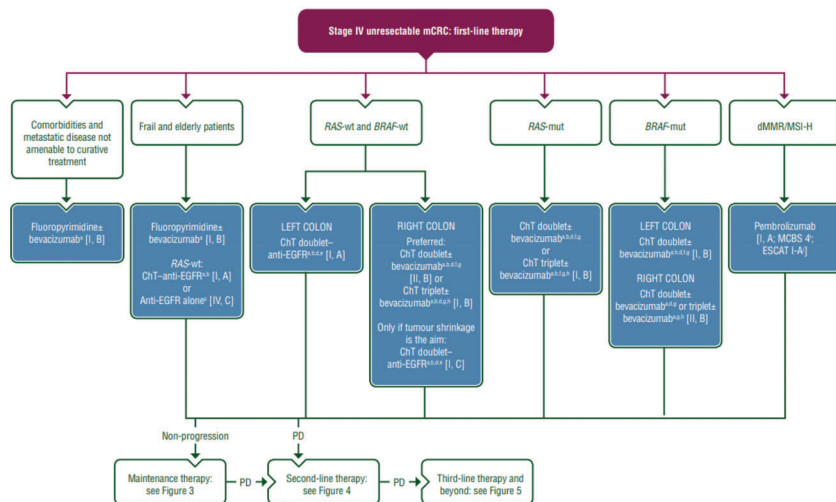 Stage IV unresectable mCRC: first-line therapy
Comorbidities and
metastatic disease not
amenable to curative
treatment
Frail and elderly patients
RAS-wt and BRAF-wt
RAS-mut
BRAF-mut
dMMR/MSI-H
Fluoropyrimidine±
bevacizumabᵃ [I, B]
Fluoropyrimidine±
bevacizumabᵃ [I, B]
RAS-wt:
ChT–anti-EGFRᵃ,ᵇ [I, A]
or
Anti-EGFR aloneᶜ [IV, C]
LEFT COLON
ChT doublet–
anti-EGFRᵃ,ᵇ,ᵈ,ᵉ [I, A]
RIGHT COLON
Preferred:
ChT doublet±
bevacizumabᵃ,ᵇ,ᵈ,ᶠ,ᵍ
[II, B] or
ChT triplet±
bevacizumabᵃ,ᵇ,ᵈ,ᵍ,ʰ [I, B]
Only if tumour shrinkage
is the aim:
ChT doublet–
anti-EGFRᵃ,ᵇ,ᵈ,ᵉ [I, C]
ChT doublet±
bevacizumabᵃ,ᵇ,ᵈ,ᶠ,ᵍ
or
ChT triplet±
bevacizumabᵃ,ᵇ,ᶠ,ᵍ,ʰ [I, B]
LEFT COLON
ChT doublet±
bevacizumabᵃ,ᵇ,ᵈ,ᶠ,ᵍ [I, B]
RIGHT COLON
ChT doublet±
bevacizumabᵃ,ᵈ,ᵍ or triplet±
bevacizumabᵃ,ᵍ,ʰ [II, B]
Pembrolizumab
[I, A; MCBS 4ⁱ;
ESCAT I-Aʲ]
Non-progression
PD
Maintenance therapy:
see Figure 3
PD
Second-line therapy:
see Figure 4
PD
Third-line therapy and
beyond: see Figure 5